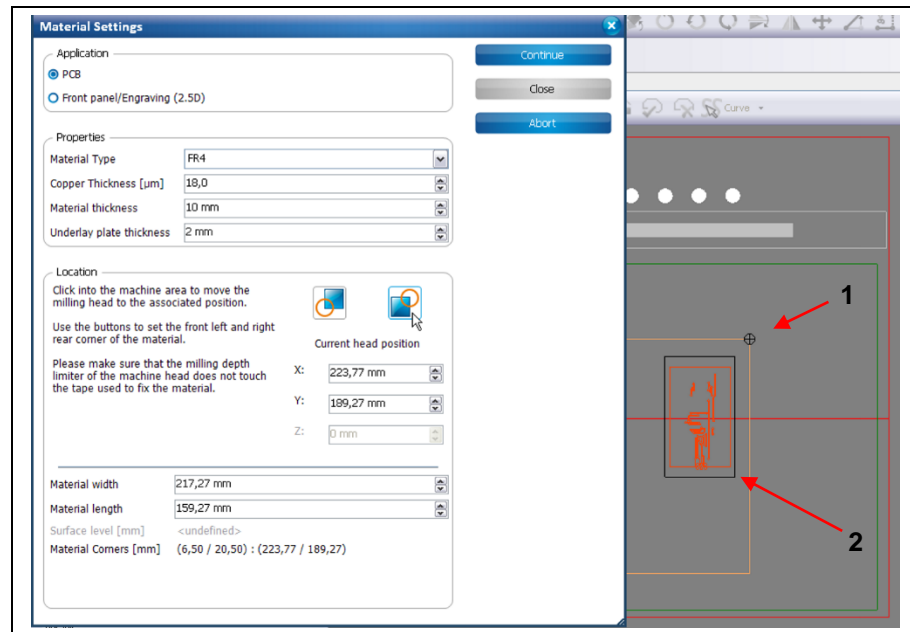 Material Settings
Application
PCB
Front panel/Engraving (2.5D)
Continue
Close
Abort
Properties
Material Type
FR4
Copper Thickness [µm]
18,0
Material thickness
10 mm
Underlay plate thickness
2 mm
Location
Click into the machine area to move the
milling head to the associated position.
Use the buttons to set the front left and right
rear corner of the material.
Please make sure that the milling depth
limiter of the machine head does not touch
the tape used to fix the material.
Current head position
X:
223,77 mm
Y:
189,27 mm
Z:
0 mm
Material width
217,27 mm
Material length
159,27 mm
Surface level [mm]
<undefined>
Material Corners [mm]
(6,50 / 20,50) : (223,77 / 189,27)
Curve
1
2